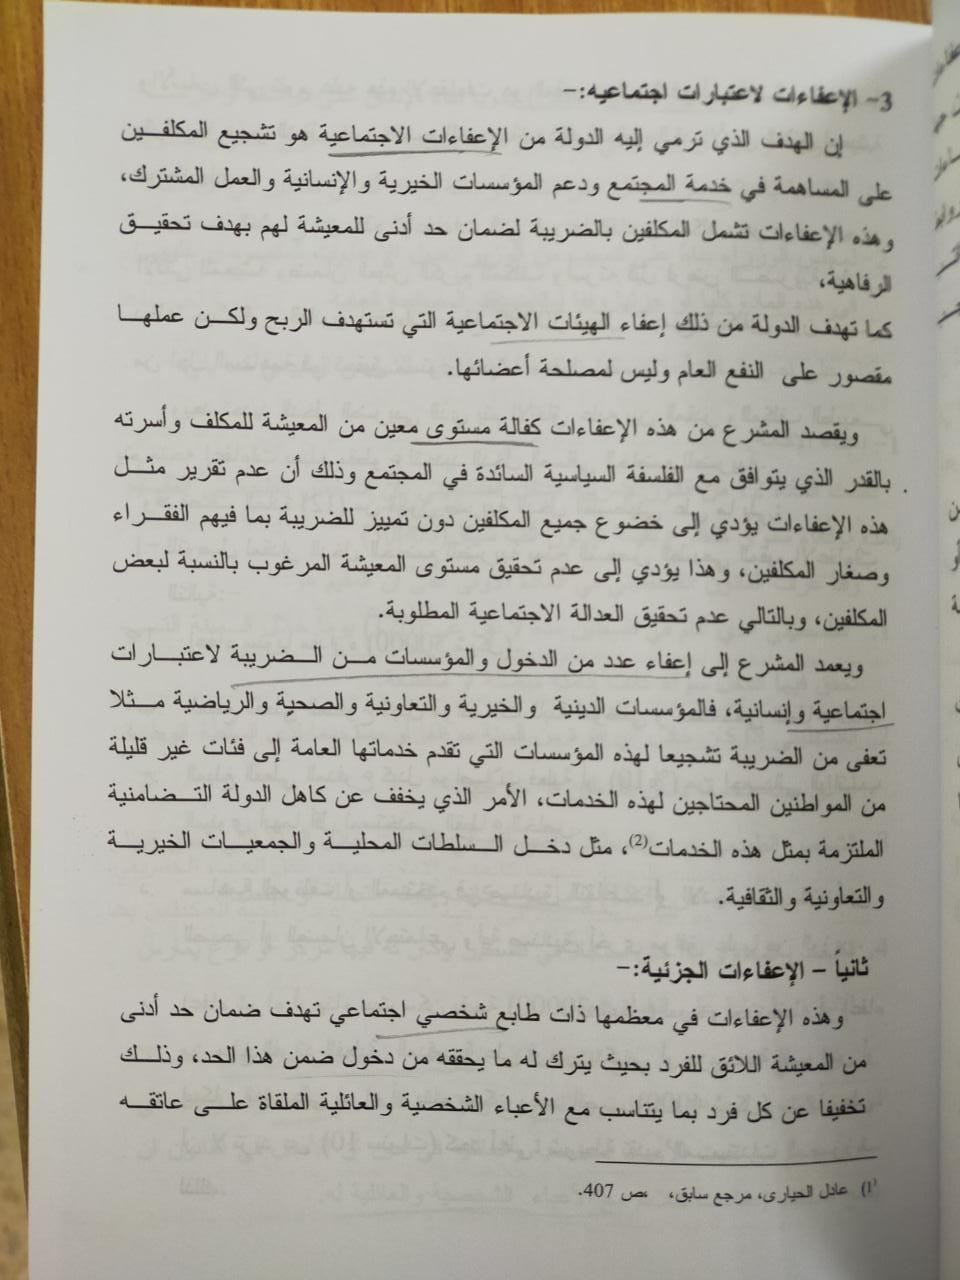 3- الإعفاءات لاعتبارات اجتماعيه:-
إن الهدف الذي ترمي إليه الدولة من الإعفاءات الاجتماعية هو تشجيع المكلفين
على المساهمة في خدمة المجتمع ودعم المؤسسات الخيرية والإنسانية والعمل المشترك،
وهذه الإعفاءات تشمل المكلفين بالضريبة لضمان حد أدنى للمعيشة لهم بهدف تحقيق
الرفاهية،
كما تهدف الدولة من ذلك إعفاء الهيئات الاجتماعية التي تستهدف الربح ولكن عملها
مقصور على النفع العام وليس لمصلحة أعضائها.
ويقصد المشرع من هذه الإعفاءات كفالة مستوى معين من المعيشة للمكلف وأسرته
بالقدر الذي يتوافق مع الفلسفة السياسية السائدة في المجتمع وذلك أن عدم تقرير مثل
هذه الإعفاءات يؤدي إلى خضوع جميع المكلفين دون تمييز للضريبة بما فيهم الفقراء
وصغار المكلفين، وهذا يؤدي إلى عدم تحقيق مستوى المعيشة المرغوب بالنسبة لبعض
المكلفين، وبالتالي عدم تحقيق العدالة الاجتماعية المطلوبة.
ويعمد المشرع إلى إعفاء عدد من الدخول والمؤسسات من الضريبة لاعتبارات
اجتماعية وإنسانية، فالمؤسسات الدينية والخيرية والتعاونية والصحية والرياضية مثلا
تعفى من الضريبة تشجيعا لهذه المؤسسات التي تقدم خدماتها العامة إلى فئات غير قليلة
من المواطنين المحتاجين لهذه الخدمات، الأمر الذي يخفف عن كاهل الدولة التضامنية
الملتزمة بمثل هذه الخدمات(2)، مثل دخل السلطات المحلية والجمعيات الخيرية
والتعاونية والثقافية.
ثانياً – الإعفاءات الجزئية:-
وهذه الإعفاءات في معظمها ذات طابع شخصي اجتماعي تهدف ضمان حد أدنى
من المعيشة اللائق للفرد بحيث يترك له ما يحققه من دخول ضمن هذا الحد، وذلك
تخفيفا عن كل فرد بما يتناسب مع الأعباء الشخصية والعائلية الملقاة على عاتقه
(1) عادل الحيارى، مرجع سابق، ،ص 407.